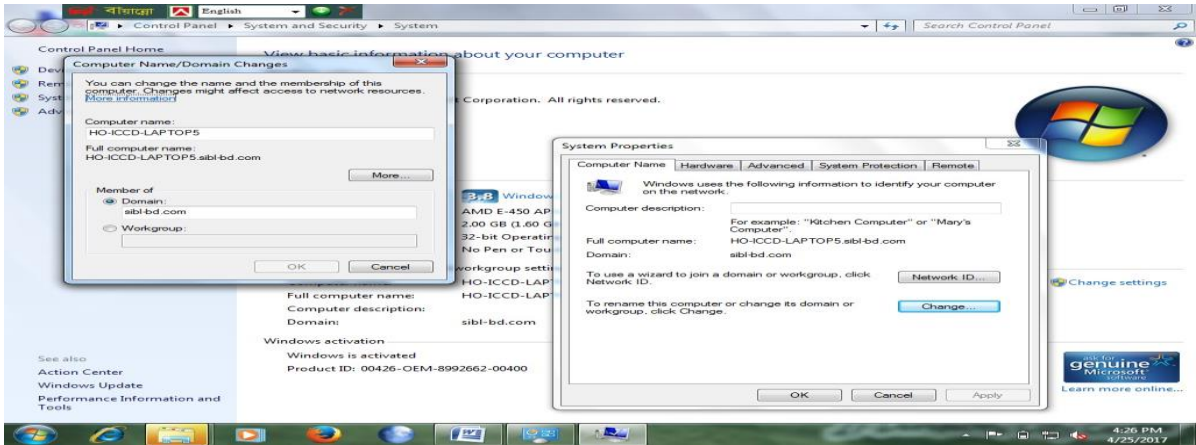 বায়ান্নো English
Control Panel ▸ System and Security ▸ System
Search Control Panel
Control Panel Home
View basic information about your computer
Computer Name/Domain Changes
You can change the name and the membership of this
computer. Changes might affect access to network resources.
More information
Computer name:
HO-ICCD-LAPTOP5
Full computer name:
HO-ICCD-LAPTOP5.sibl-bd.com
More...
Member of
Domain:
sibl-bd.com
Workgroup:
OK Cancel
Corporation. All rights reserved.
3,8 Window
AMD E-450 AP
2.00 GB (1.60 G
32-bit Operatin
No Pen or Tou
workgroup setti
HO-ICCD-LAP
Full computer name: HO-ICCD-LAP
Computer description:
Domain: sibl-bd.com
Windows activation
Windows is activated
Product ID: 00426-OEM-8992662-00400
System Properties
Computer Name Hardware Advanced System Protection Remote
Windows uses the following information to identify your computer
on the network.
Computer description:
For example: "Kitchen Computer" or "Mary's
Computer".
Full computer name: HO-ICCD-LAPTOP5.sibl-bd.com
Domain: sibl-bd.com
To use a wizard to join a domain or workgroup, click
Network ID.
Network ID...
To rename this computer or change its domain or
workgroup, click Change.
Change...
OK Cancel Apply
Change settings
ask for
genuine
Microsoft
software
Learn more online...
See also
Action Center
Windows Update
Performance Information and
Tools
4:26 PM
4/25/2017